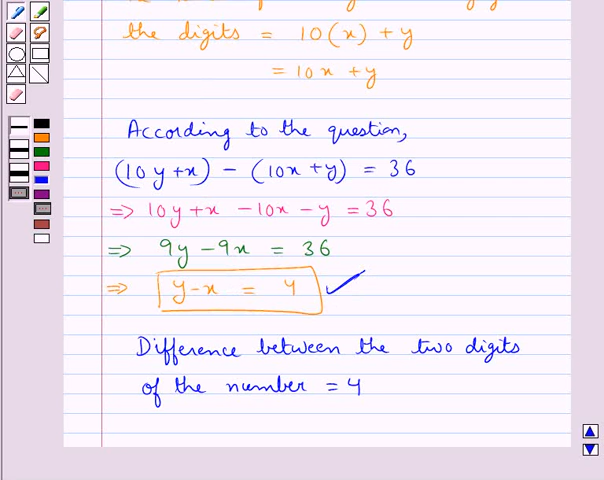 the digits = 10(x) + y
= 10x + y
According to the question,
(10y+x) - (10x+y) = 36
=> 10y+x -10x - y = 36
=> 9y - 9x = 36
=> y-x = 4
Difference between the two digits
of the number = 4